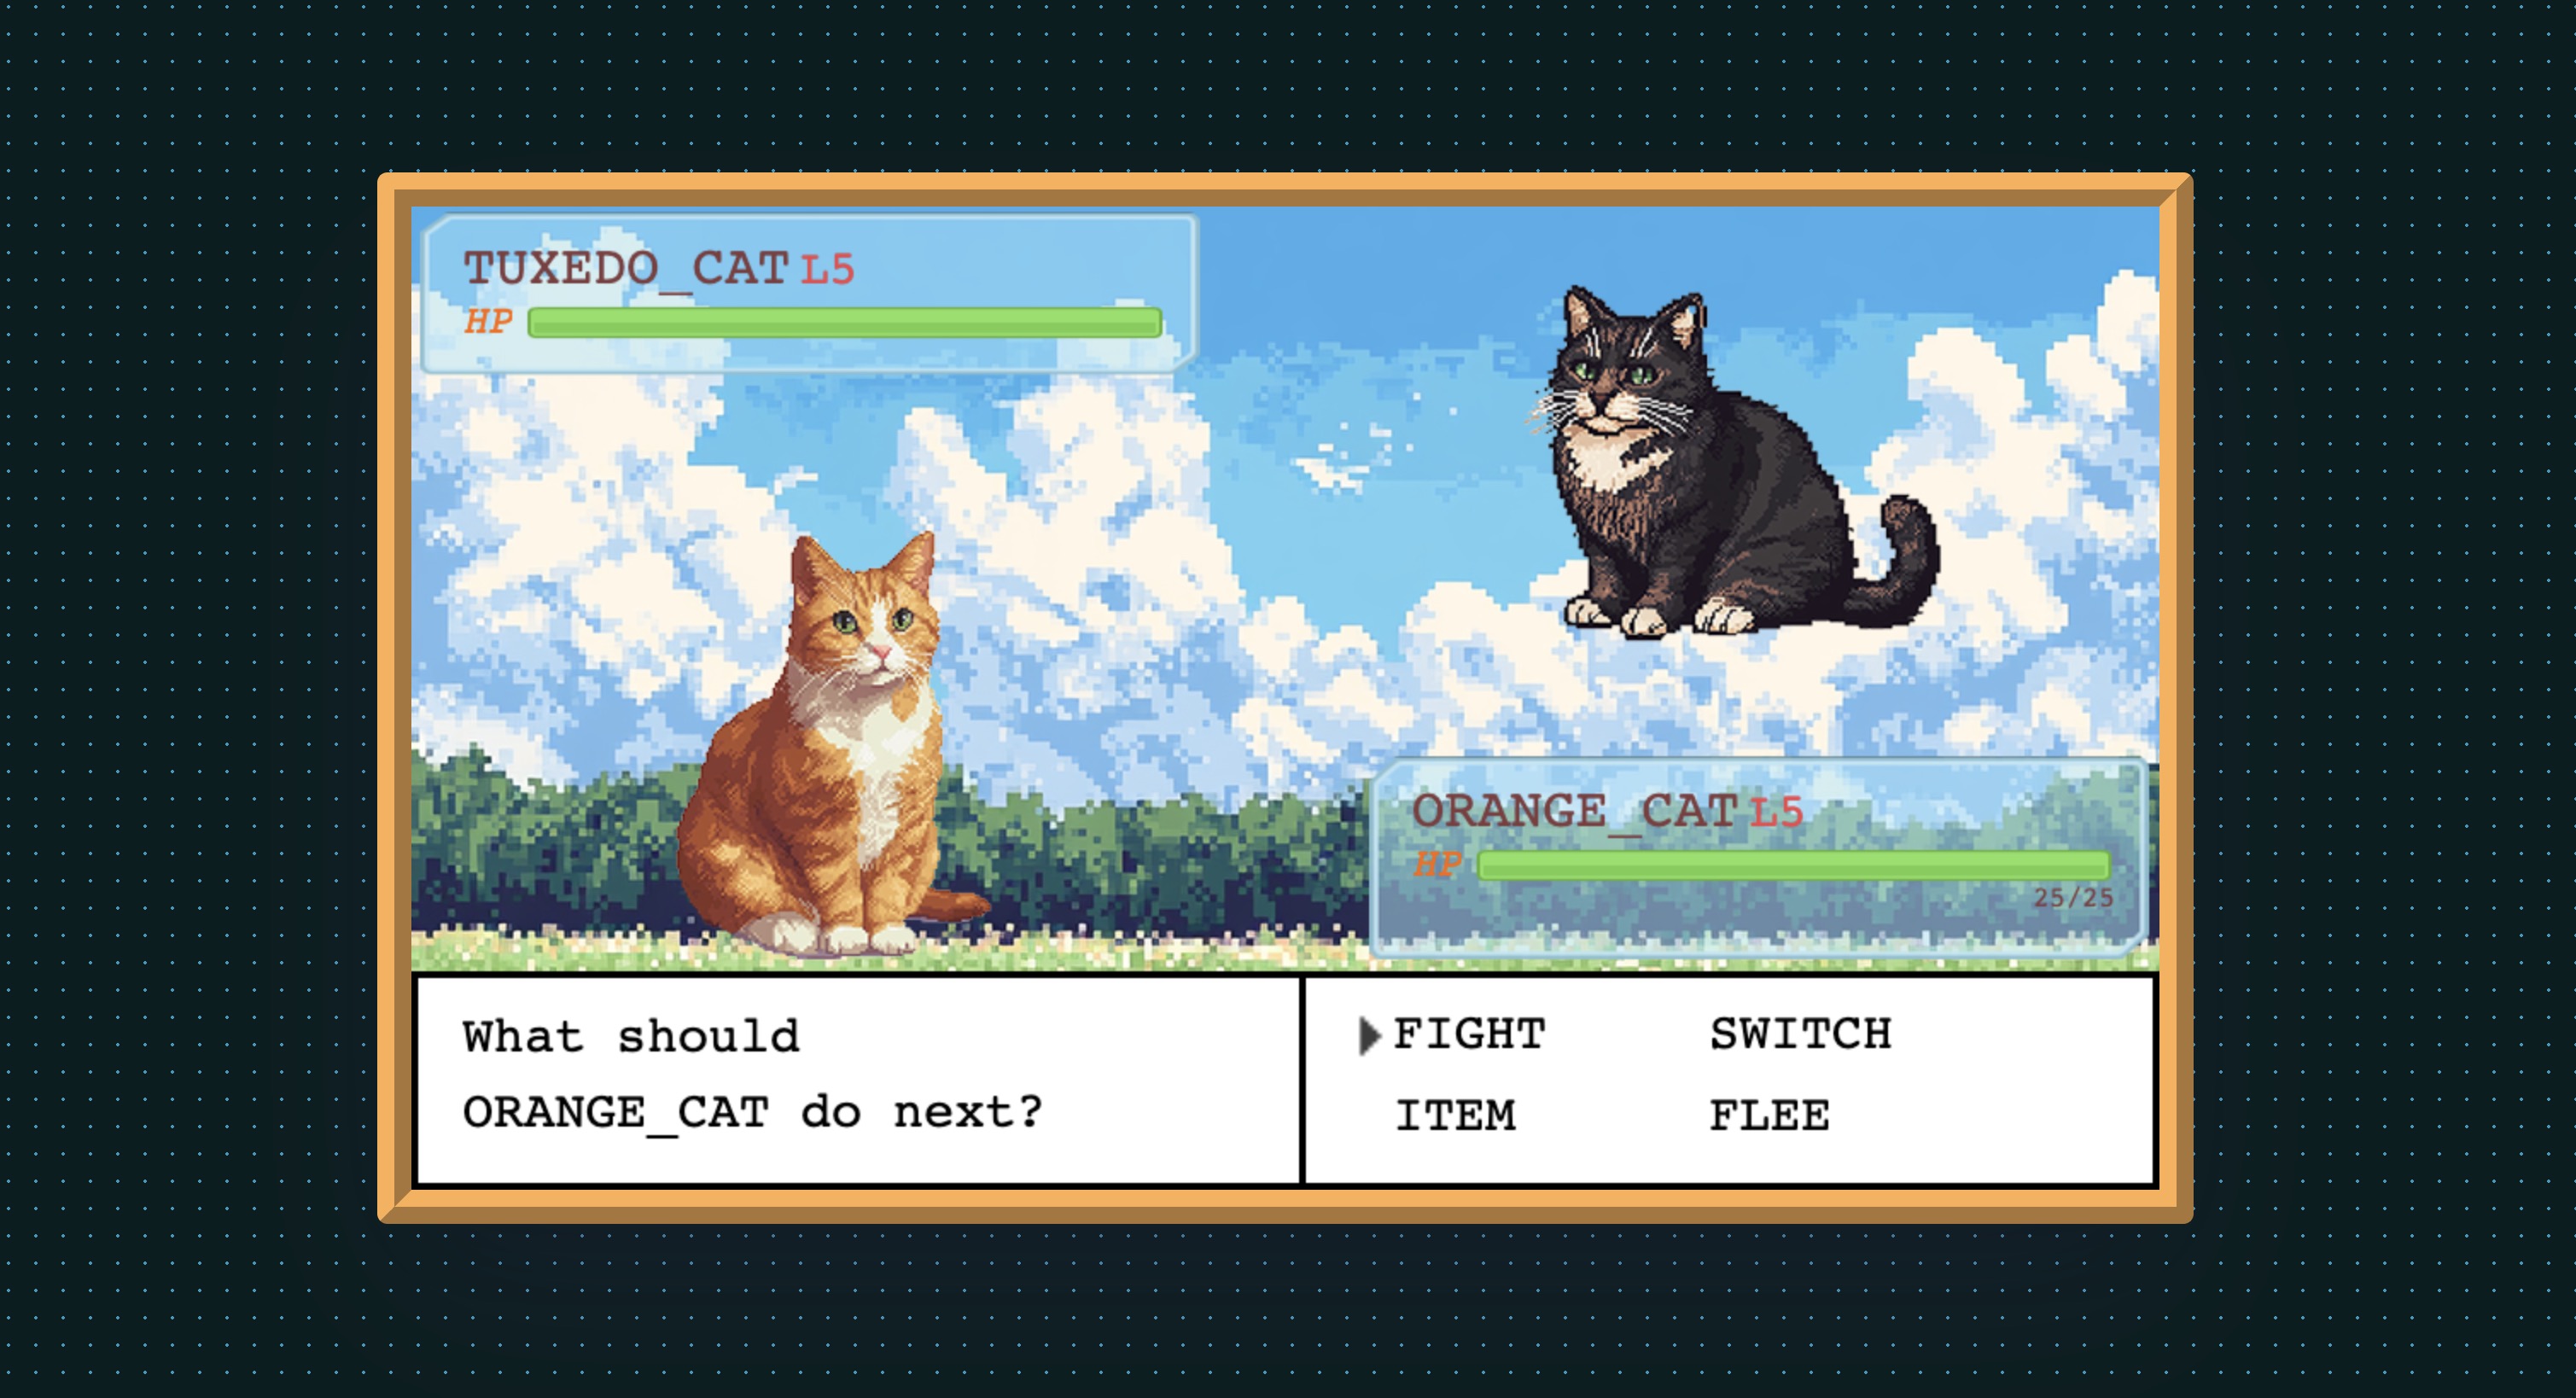 TUXEDO_CAT L5
HP
ORANGE_CAT L5
HP
25/25
What should
ORANGE_CAT do next?
FIGHT SWITCH
ITEM FLEE